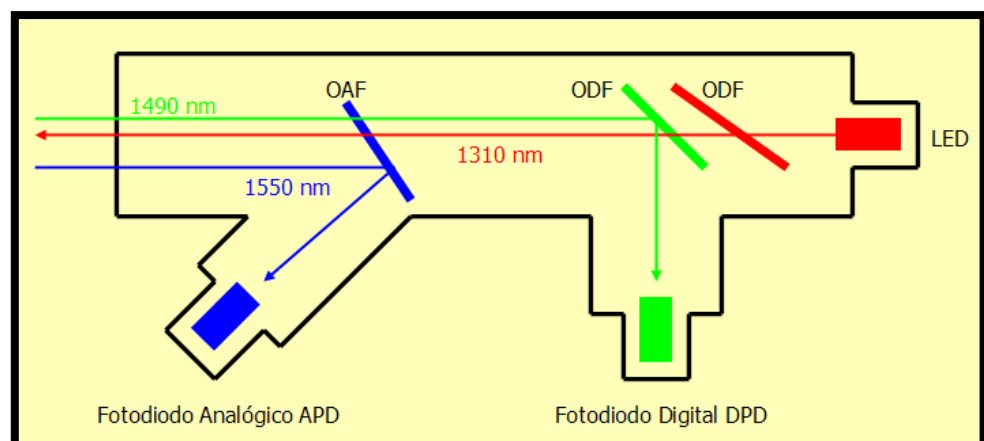 OAF
ODF
ODF
1490 nm
LED
1310 nm
1550 nm
Fotodiodo Analógico APD
Fotodiodo Digital DPD